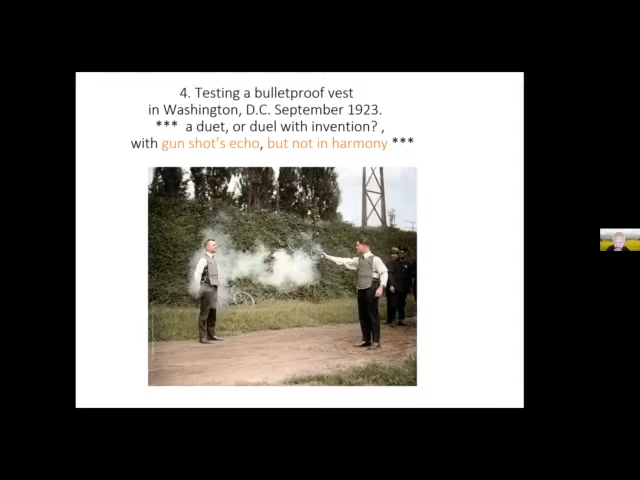 4. Testing a bulletproof vest
in Washington, D.C. September 1923.
*** a duet, or duel with invention? ,
with gun shot's echo, but not in harmony ***